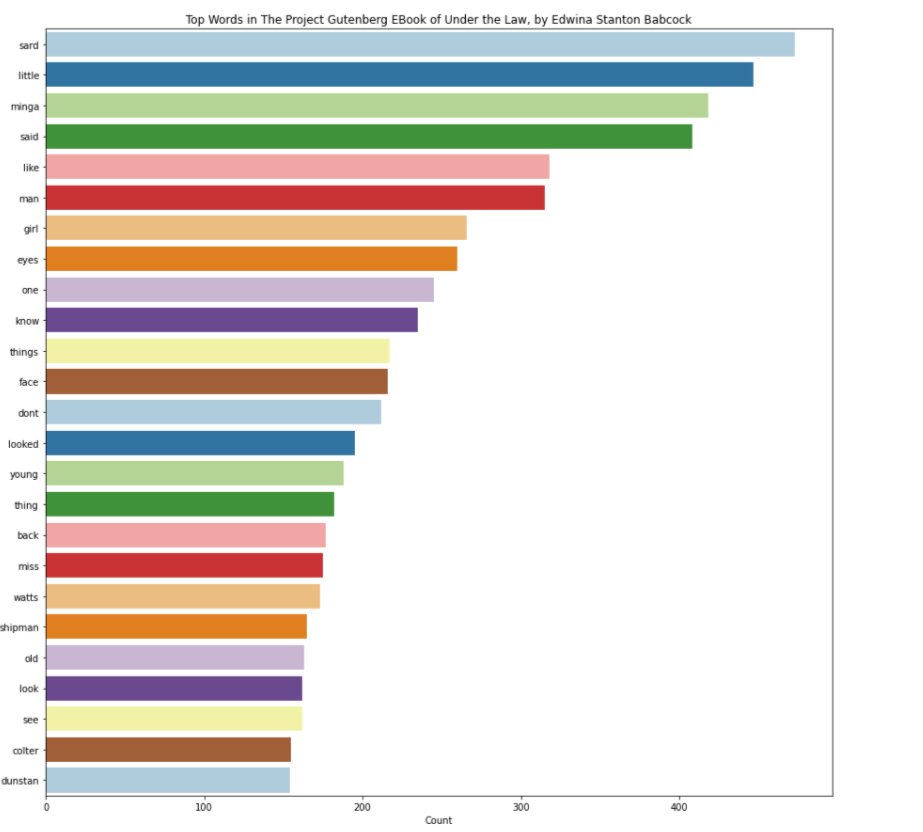 Top Words in The Project Gutenberg EBook of Under the Law, by Edwina Stanton Babcock
sard
little
minga
said
like
man
girl
eyes
one
know
things
face
dont
looked
young
thing
back
miss
watts
shipman
old
look
see
colter
dunstan
0 100 200 300 400
Count